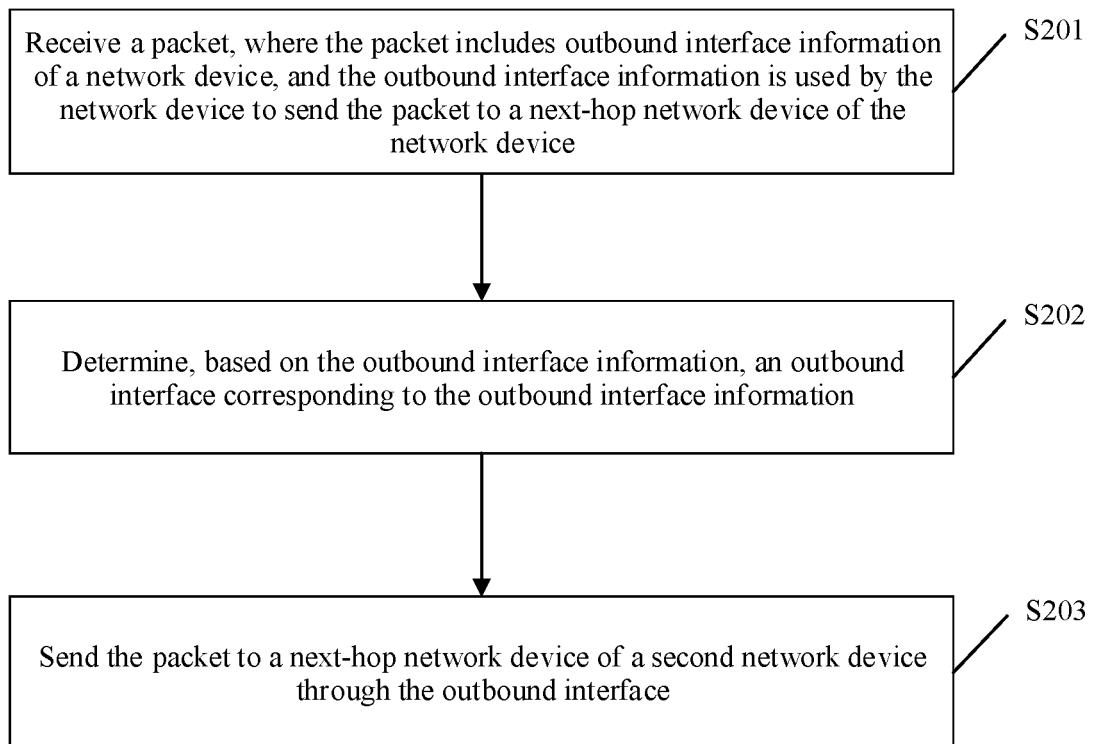 Receive a packet, where the packet includes outbound interface information
of a network device, and the outbound interface information is used by the
network device to send the packet to a next-hop network device of the
network device
S201
Determine, based on the outbound interface information, an outbound
interface corresponding to the outbound interface information
S202
Send the packet to a next-hop network device of a second network device
through the outbound interface
S203